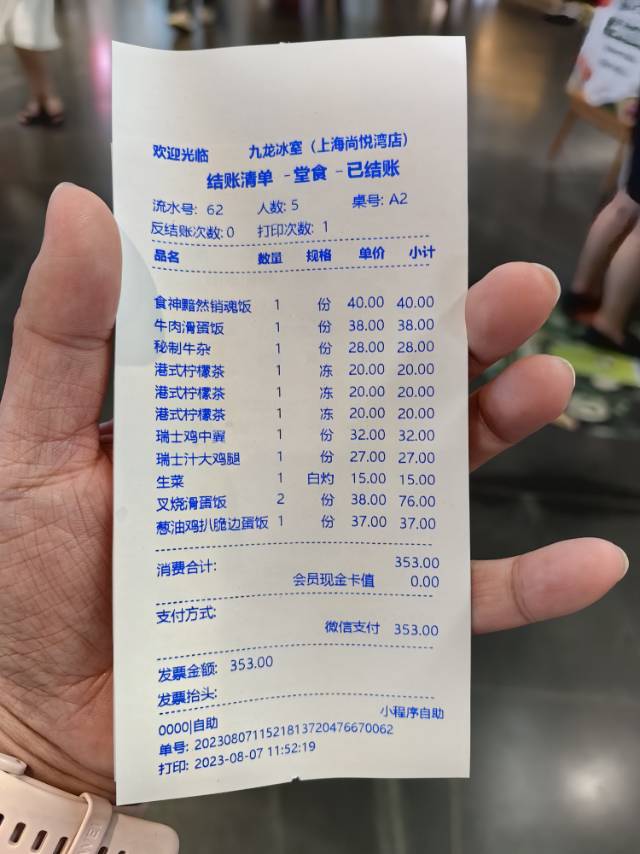 欢迎光临 九龙冰室（上海尚悦湾店）
结账清单 -堂食 -已结账
流水号: 62 人数: 5 桌号: A2
反结账次数: 0 打印次数: 1
品名 数量 规格 单价 小计
食神黯然销魂饭 1 份 40.00 40.00
牛肉滑蛋饭 1 份 38.00 38.00
秘制牛杂 1 份 28.00 28.00
港式柠檬茶 1 冻 20.00 20.00
港式柠檬茶 1 冻 20.00 20.00
港式柠檬茶 1 冻 20.00 20.00
瑞士鸡中翼 1 份 32.00 32.00
瑞士汁大鸡腿 1 份 27.00 27.00
生菜 1 白灼 15.00 15.00
叉烧滑蛋饭 2 份 38.00 76.00
葱油鸡扒脆边蛋饭 1 份 37.00 37.00
消费合计: 353.00
会员现金卡值 0.00
支付方式:
微信支付 353.00
发票金额: 353.00
发票抬头:
0000|自助 小程序自助
单号: 2023080711521813720476670062
打印: 2023-08-07 11:52:19